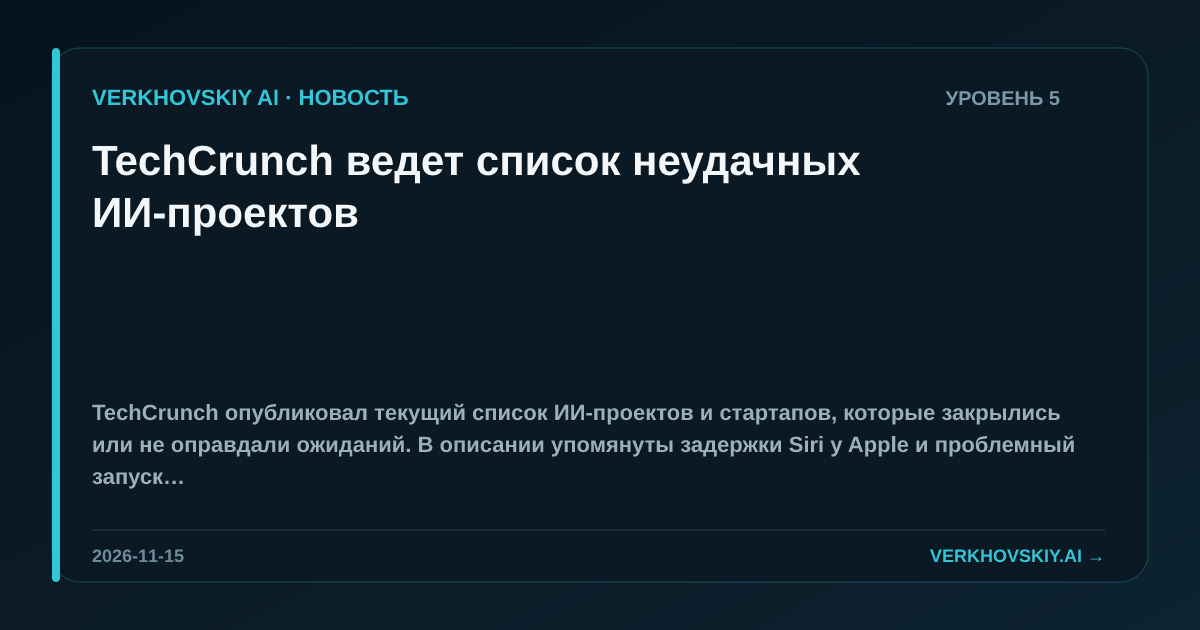 VERKHOVSKIY AI · НОВОСТЬ
УРОВЕНЬ 5
TechCrunch ведет список неудачных
ИИ-проектов
TechCrunch опубликовал текущий список ИИ-проектов и стартапов, которые закрылись
или не оправдали ожиданий. В описании упомянуты задержки Siri у Apple и проблемный
запуск…
2026-11-15
VERKHOVSKIY.AI →